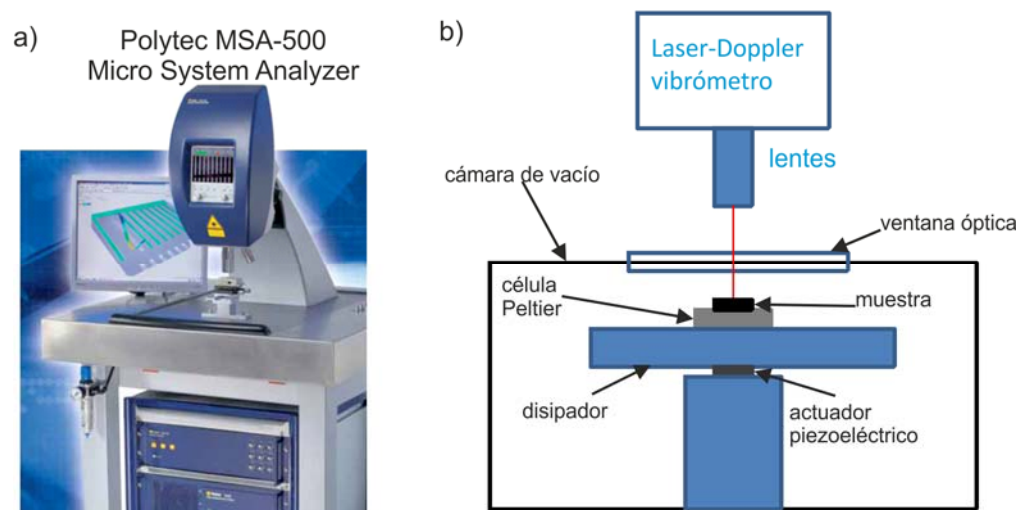 a)
Polytec MSA-500
Micro System Analyzer
b)
Laser-Doppler
vibrómetro
lentes
cámara de vacío
ventana óptica
célula
Peltier
muestra
disipador
actuador
piezoeléctrico